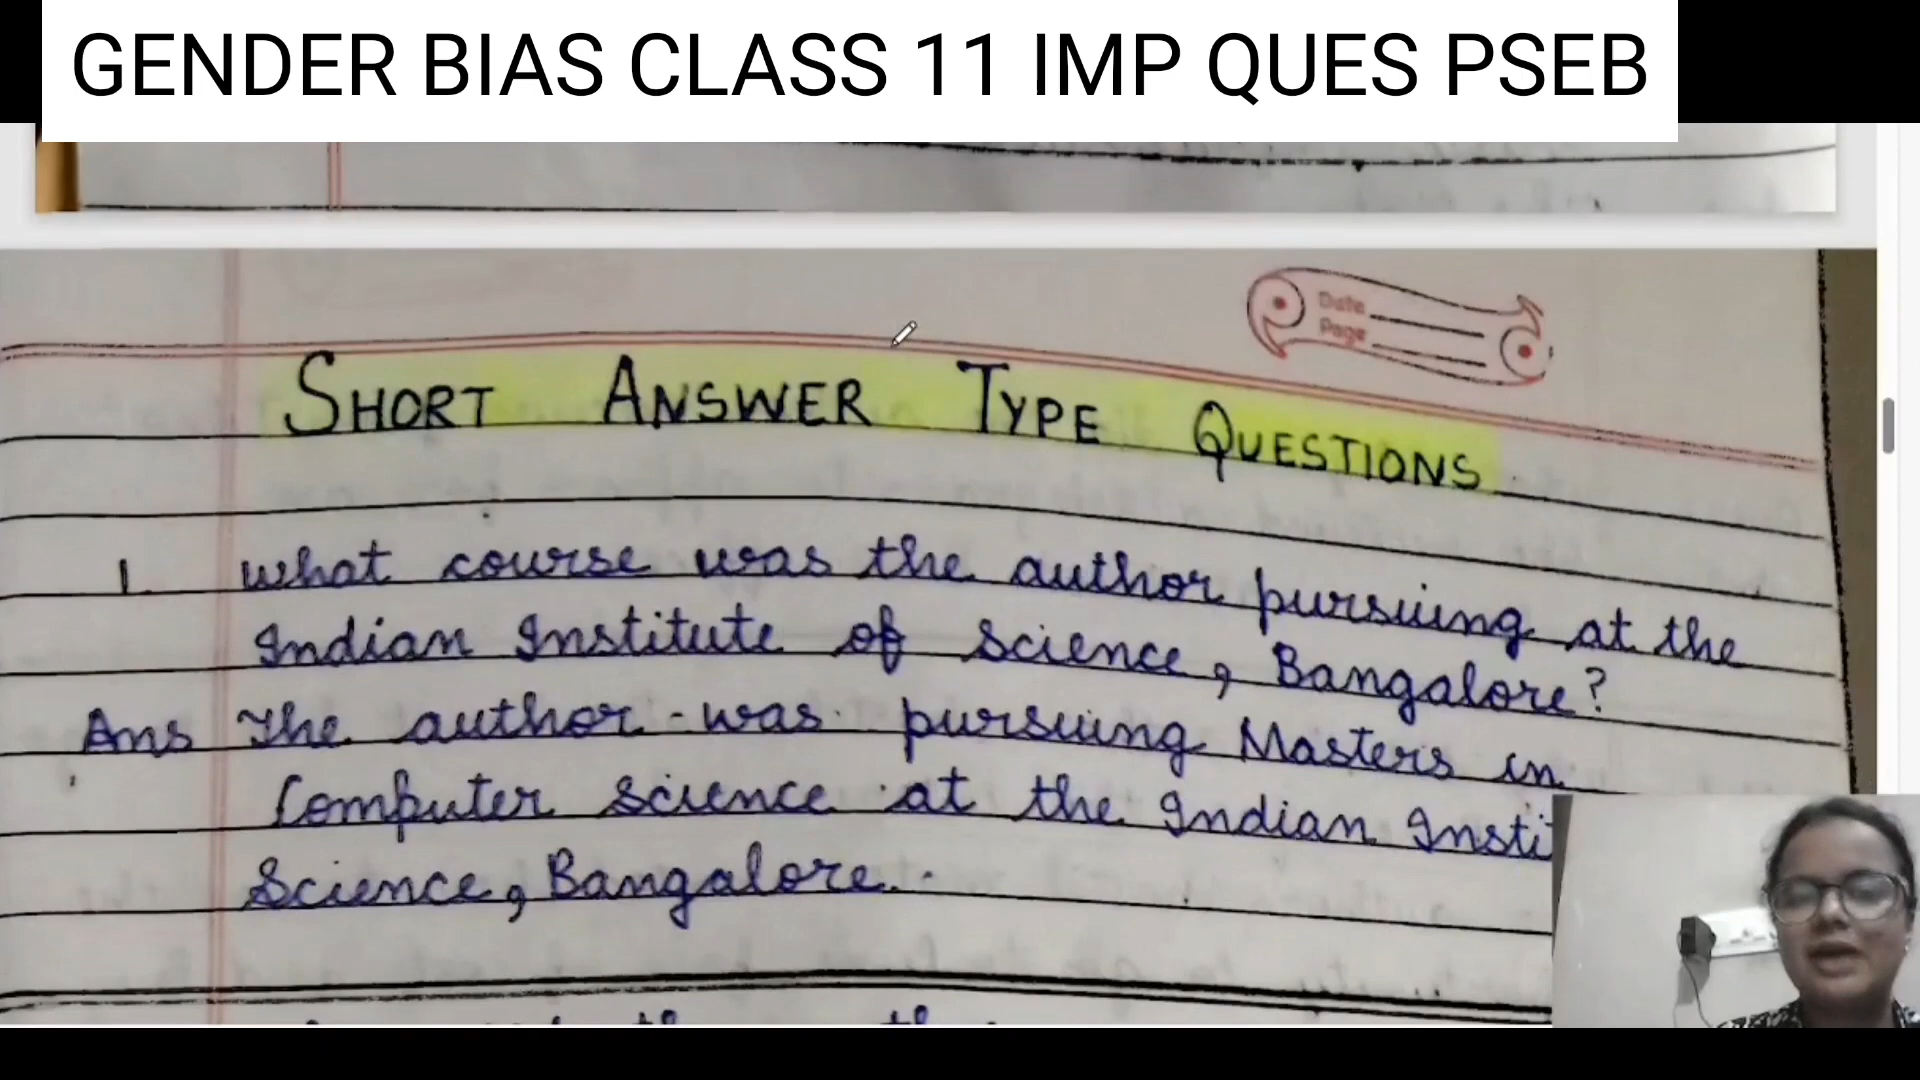 GENDER BIAS CLASS 11 IMP QUES PSEB
Date
Page
SHORT ANSWER TYPE QUESTIONS
1. What course was the author pursuing at the
Indian Institute of Science, Bangalore?
Ans The author was pursuing Masters in
Computer Science at the Indian Insti
Science, Bangalore.